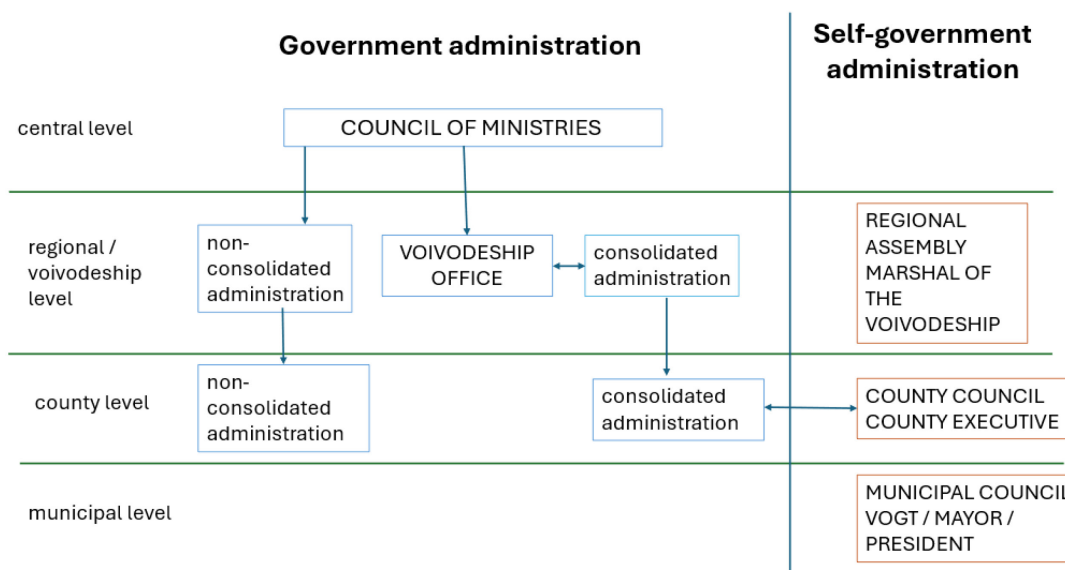 Government administration
Self-government
administration
central level
COUNCIL OF MINISTRIES
regional /
voivodeship
level
non-
consolidated
administration
VOIVODESHIP
OFFICE
consolidated
administration
REGIONAL
ASSEMBLY
MARSHAL OF
THE
VOIVODESHIP
county level
non-
consolidated
administration
consolidated
administration
COUNTY COUNCIL
COUNTY EXECUTIVE
municipal level
MUNICIPAL COUNCIL
VOGT / MAYOR /
PRESIDENT